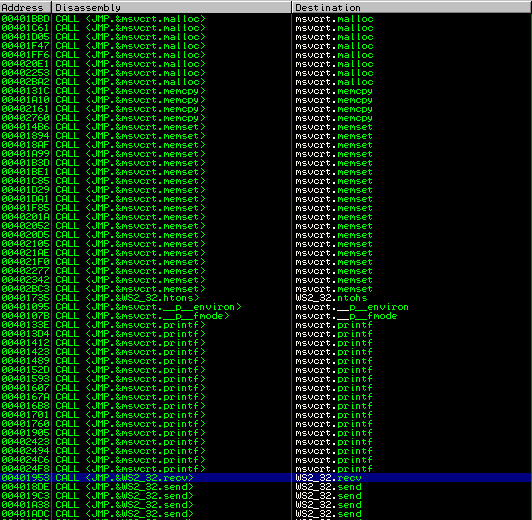 Address Disassembly Destination
00401BBD CALL <JMP.&msvcrt.malloc> msvcrt.malloc
00401C61 CALL <JMP.&msvcrt.malloc> msvcrt.malloc
00401D05 CALL <JMP.&msvcrt.malloc> msvcrt.malloc
00401F47 CALL <JMP.&msvcrt.malloc> msvcrt.malloc
00401FF6 CALL <JMP.&msvcrt.malloc> msvcrt.malloc
004020E1 CALL <JMP.&msvcrt.malloc> msvcrt.malloc
00402253 CALL <JMP.&msvcrt.malloc> msvcrt.malloc
00402BA2 CALL <JMP.&msvcrt.malloc> msvcrt.malloc
0040131C CALL <JMP.&msvcrt.memcpy> msvcrt.memcpy
00401A10 CALL <JMP.&msvcrt.memcpy> msvcrt.memcpy
00402161 CALL <JMP.&msvcrt.memcpy> msvcrt.memcpy
00402760 CALL <JMP.&msvcrt.memcpy> msvcrt.memcpy
004014B6 CALL <JMP.&msvcrt.memset> msvcrt.memset
00401894 CALL <JMP.&msvcrt.memset> msvcrt.memset
004018AF CALL <JMP.&msvcrt.memset> msvcrt.memset
00401A99 CALL <JMP.&msvcrt.memset> msvcrt.memset
00401B3D CALL <JMP.&msvcrt.memset> msvcrt.memset
00401BE1 CALL <JMP.&msvcrt.memset> msvcrt.memset
00401C85 CALL <JMP.&msvcrt.memset> msvcrt.memset
00401D29 CALL <JMP.&msvcrt.memset> msvcrt.memset
00401DA1 CALL <JMP.&msvcrt.memset> msvcrt.memset
00401F85 CALL <JMP.&msvcrt.memset> msvcrt.memset
0040201A CALL <JMP.&msvcrt.memset> msvcrt.memset
00402052 CALL <JMP.&msvcrt.memset> msvcrt.memset
004020D5 CALL <JMP.&msvcrt.memset> msvcrt.memset
00402105 CALL <JMP.&msvcrt.memset> msvcrt.memset
004021AE CALL <JMP.&msvcrt.memset> msvcrt.memset
004021F0 CALL <JMP.&msvcrt.memset> msvcrt.memset
00402277 CALL <JMP.&msvcrt.memset> msvcrt.memset
00402342 CALL <JMP.&msvcrt.memset> msvcrt.memset
00402BC3 CALL <JMP.&msvcrt.memset> msvcrt.memset
00401735 CALL <JMP.&WS2_32.htons> WS2_32.ntohs
00401095 CALL <JMP.&msvcrt.__p__environ> msvcrt.__p__environ
0040107B CALL <JMP.&msvcrt.__p__fmode> msvcrt.__p__fmode
0040138E CALL <JMP.&msvcrt.printf> msvcrt.printf
004013D4 CALL <JMP.&msvcrt.printf> msvcrt.printf
00401412 CALL <JMP.&msvcrt.printf> msvcrt.printf
00401423 CALL <JMP.&msvcrt.printf> msvcrt.printf
00401489 CALL <JMP.&msvcrt.printf> msvcrt.printf
0040152D CALL <JMP.&msvcrt.printf> msvcrt.printf
00401598 CALL <JMP.&msvcrt.printf> msvcrt.printf
00401607 CALL <JMP.&msvcrt.printf> msvcrt.printf
0040167A CALL <JMP.&msvcrt.printf> msvcrt.printf
004016B8 CALL <JMP.&msvcrt.printf> msvcrt.printf
00401701 CALL <JMP.&msvcrt.printf> msvcrt.printf
00401760 CALL <JMP.&msvcrt.printf> msvcrt.printf
00401905 CALL <JMP.&msvcrt.printf> msvcrt.printf
00402423 CALL <JMP.&msvcrt.printf> msvcrt.printf
00402494 CALL <JMP.&msvcrt.printf> msvcrt.printf
004024C6 CALL <JMP.&msvcrt.printf> msvcrt.printf
004024F8 CALL <JMP.&msvcrt.printf> msvcrt.printf
00401953 CALL <JMP.&WS2_32.recv> WS2_32.recv
004018DE CALL <JMP.&WS2_32.send> WS2_32.send
004019C3 CALL <JMP.&WS2_32.send> WS2_32.send
00401A38 CALL <JMP.&WS2_32.send> WS2_32.send
00401ADC CALL <JMP.&WS2_32.send> WS2_32.send